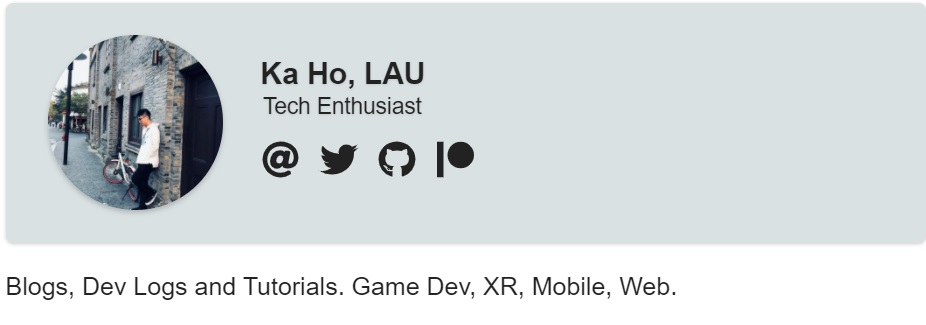 Ka Ho, LAU
Tech Enthusiast
Blogs, Dev Logs and Tutorials. Game Dev, XR, Mobile, Web.